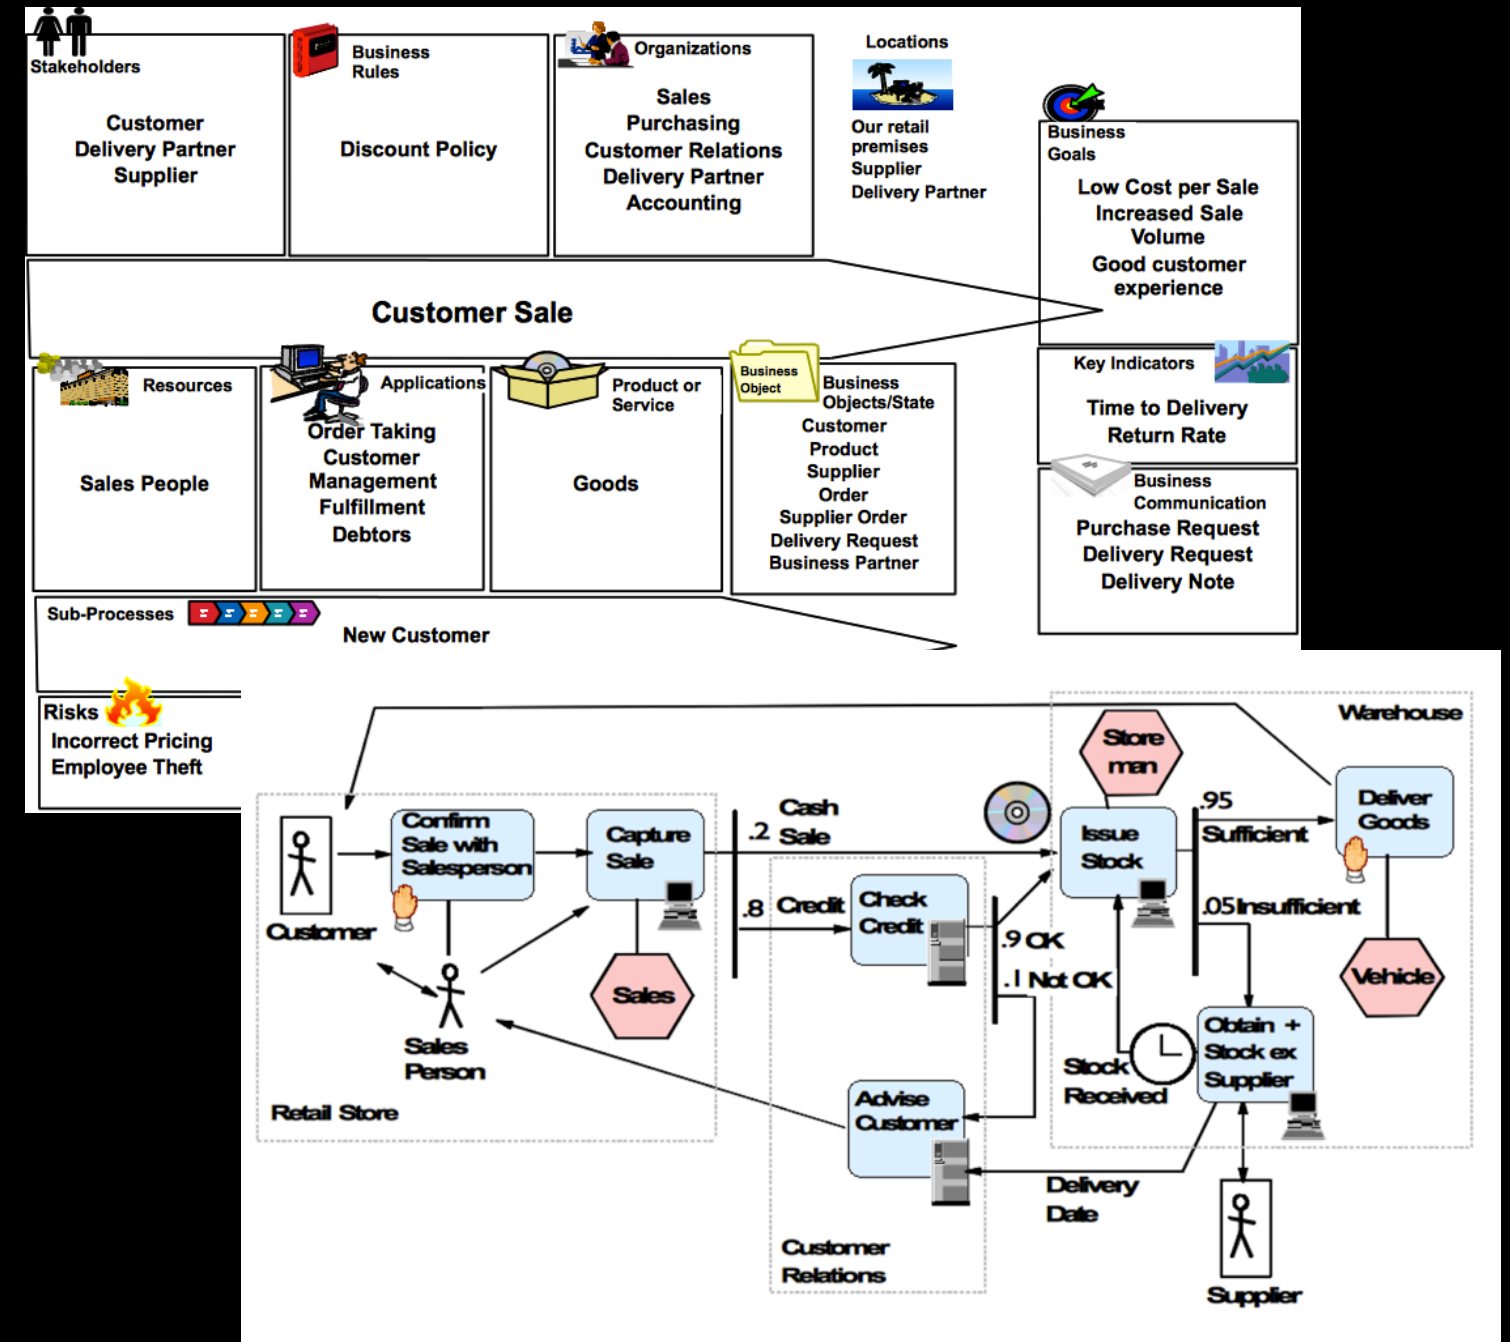 Stakeholders
Customer
Delivery Partner
Supplier
Business
Rules
Discount Policy
Organizations
Sales
Purchasing
Customer Relations
Delivery Partner
Accounting
Locations
Our retail
premises
Supplier
Delivery Partner
Business
Goals
Low Cost per Sale
Increased Sale
Volume
Good customer
experience
Customer Sale
Resources
Sales People
Applications
Order Taking
Customer
Management
Fulfillment
Debtors
Product or
Service
Goods
Business
Object
Business
Objects/State
Customer
Product
Supplier
Order
Supplier Order
Delivery Request
Business Partner
Key Indicators
Time to Delivery
Return Rate
Business
Communication
Purchase Request
Delivery Request
Delivery Note
Sub-Processes
New Customer
Risks
Incorrect Pricing
Employee Theft
Warehouse
Store
man
Confirm
Sale with
Salesperson
Capture
Sale
.2
Cash
Sale
Issue
Stock
.95
Sufficient
Deliver
Goods
Customer
.8 Credit
Check
Credit
.05 Insufficient
.9 OK
.1 Not OK
Sales
Vehicle
Sales
Person
Obtain +
Stock ex
Supplier
Stock
Received
Retail Store
Advise
Customer
Delivery
Date
Customer
Relations
Supplier